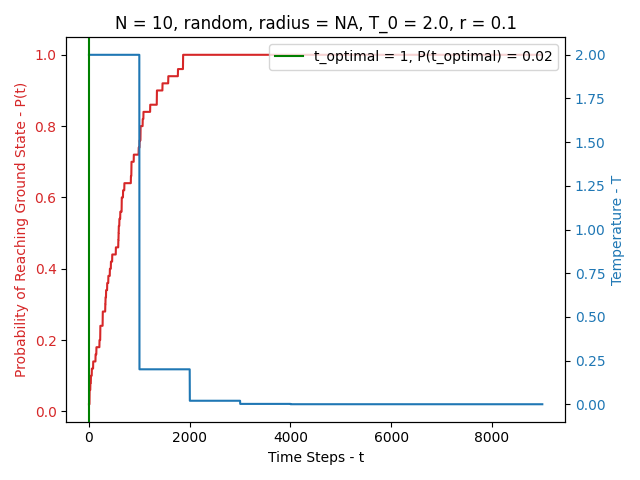 N = 10, random, radius = NA, T_0 = 2.0, r = 0.1
t_optimal = 1, P(t_optimal) = 0.02
Probability of Reaching Ground State - P(t)
1.0
0.8
0.6
0.4
0.2
0.0
2.00
1.75
1.50
1.25
1.00
0.75
0.50
0.25
0.00
Temperature - T
0 2000 4000 6000 8000
Time Steps - t